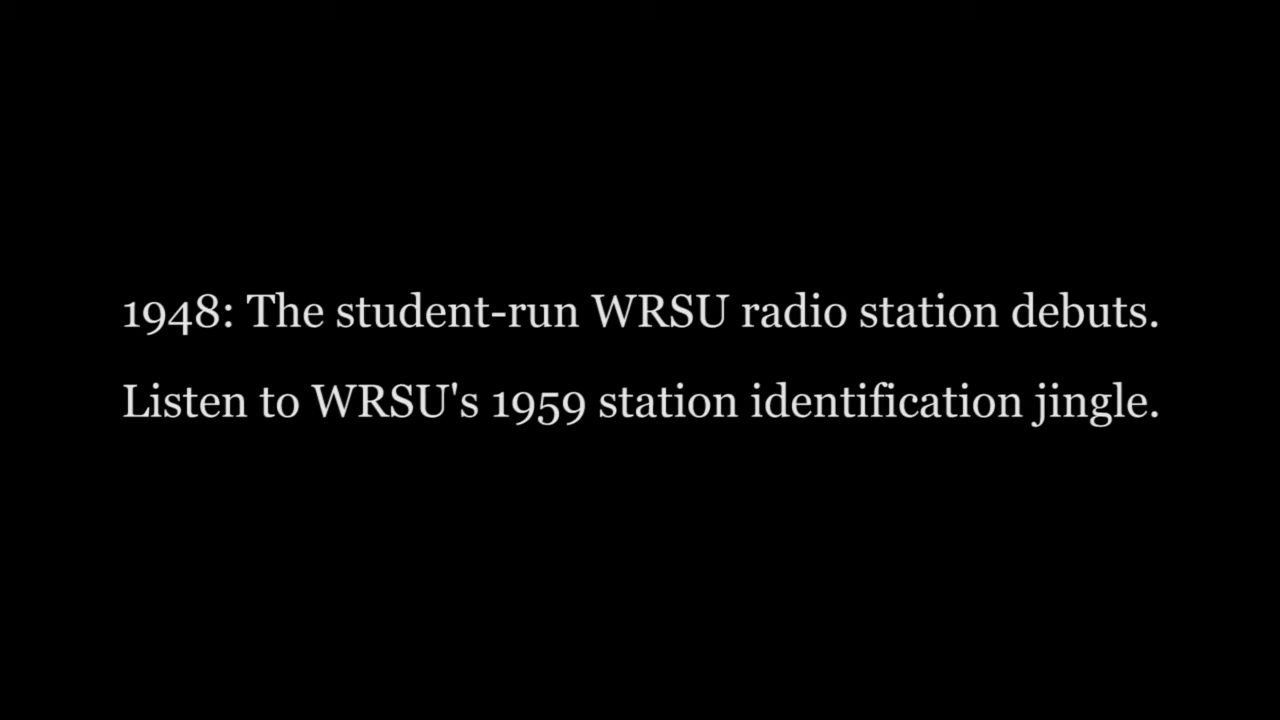 1948: The student-run WRSU radio station debuts.
Listen to WRSU's 1959 station identification jingle.